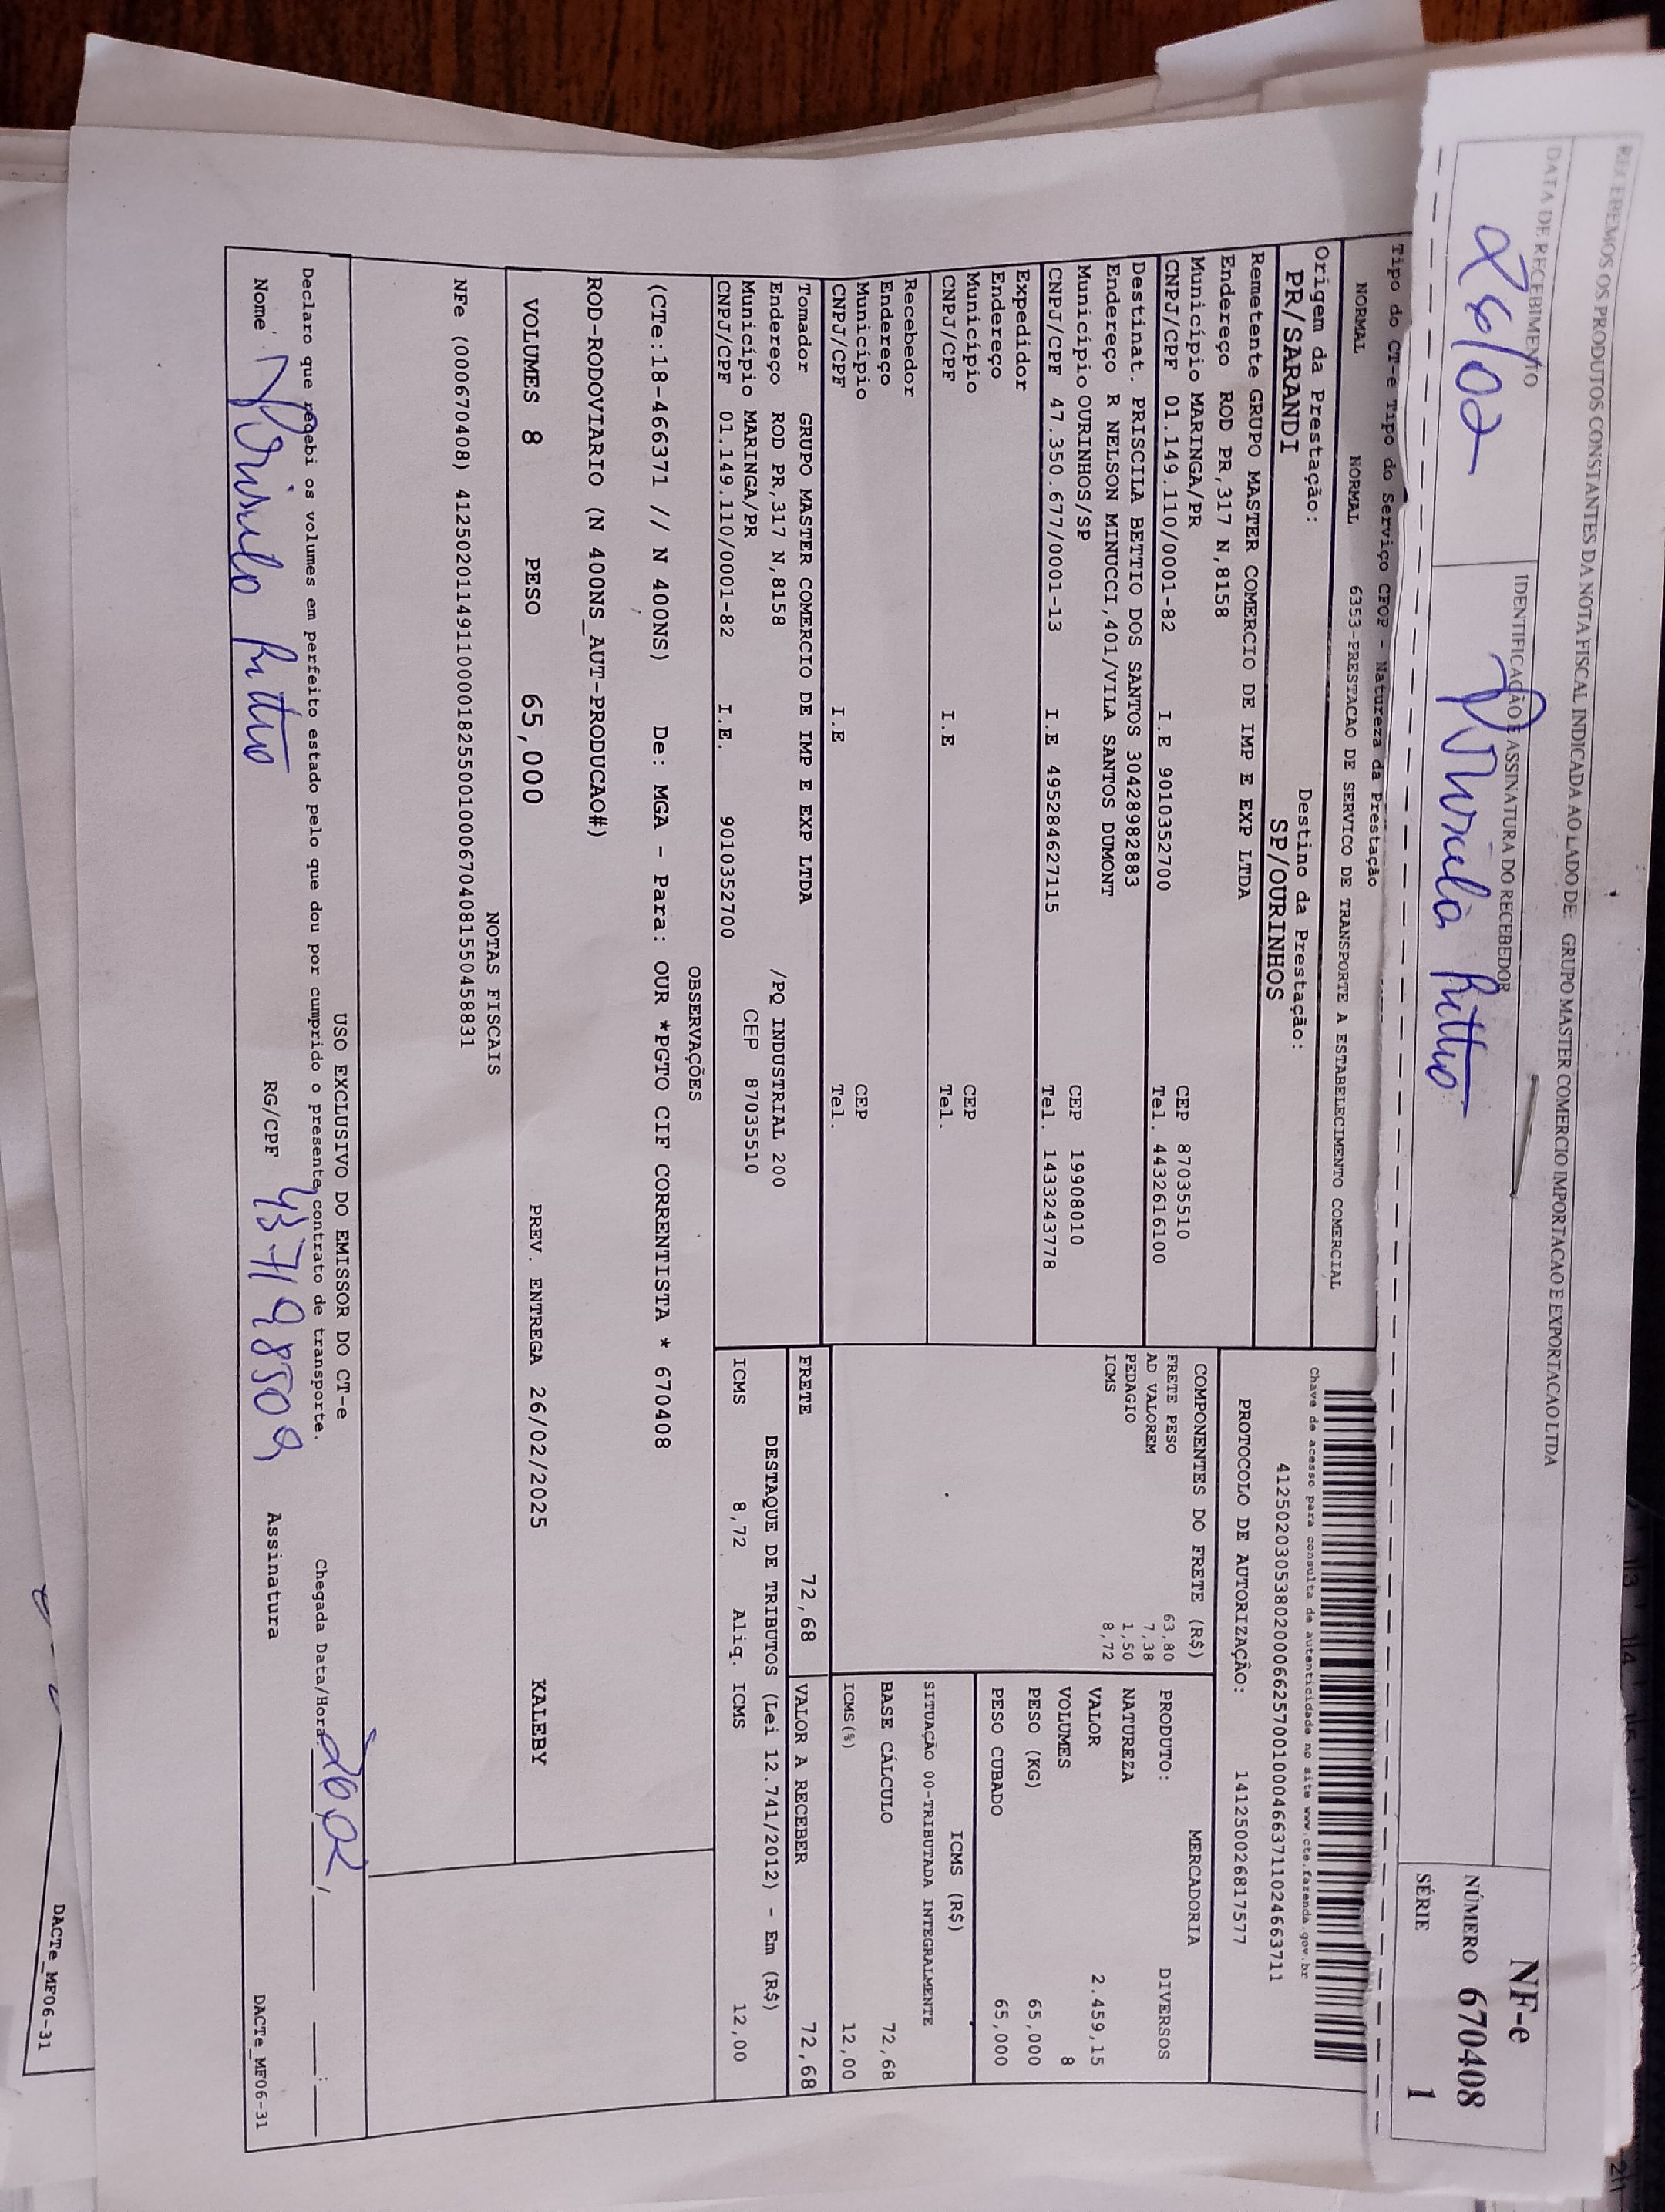 RECEBEMOS OS PRODUTOS CONSTANTES DA NOTA FISCAL INDICADA AO LADO DE: GRUPO MASTER COMERCIO IMPORTACAO E EXPORTACAO LTDA
DATA DE RECEBIMENTO
26/02
IDENTIFICAÇÃO E ASSINATURA DO RECEBEDOR
NF-e
NÚMERO 670408
SÉRIE 1
Tipo do CT-e Tipo do Serviço CFOP - Natureza da Prestação
NORMAL NORMAL 6353-PRESTACAO DE SERVICO DE TRANSPORTE A ESTABELECIMENTO COMERCIAL
Origem da Prestação: Destino da Prestação:
PR/SARANDI SP/OURINHOS
Remetente GRUPO MASTER COMERCIO DE IMP E EXP LTDA
Endereço ROD PR,317 N,8158
Município MARINGA/PR CEP 87035510
CNPJ/CPF 01.149.110/0001-82 I.E 9010352700 Tel. 4432616100
Destinat. PRISCILA BETTIO DOS SANTOS 30428982883
Endereço R NELSON MINUCCI,401/VILA SANTOS DUMONT
Município OURINHOS/SP CEP 19908010
CNPJ/CPF 47.350.677/0001-13 I.E 495284627115 Tel. 1433243778
Expedidor
Endereço
Município CEP
CNPJ/CPF I.E Tel.
Recebedor
Endereço
Município CEP
CNPJ/CPF I.E Tel.
Tomador GRUPO MASTER COMERCIO DE IMP E EXP LTDA
Endereço ROD PR,317 N,8158 /PQ INDUSTRIAL 200
Município MARINGA/PR CEP 87035510
CNPJ/CPF 01.149.110/0001-82 I.E. 9010352700
Chave de acesso para consulta de autenticidade no site www.cte.fazenda.gov.br
41250203053802000662570010004663711024663711
PROTOCOLO DE AUTORIZAÇÃO: 141250026817577
COMPONENTES DO FRETE (R$)
FRETE PESO 63,80
AD VALOREM 7,38
PEDAGIO 1,50
ICMS 8,72
MERCADORIA
PRODUTO: DIVERSOS
NATUREZA
VALOR 2.459,15
VOLUMES 8
PESO (KG) 65,000
PESO CUBADO 65,000
ICMS (R$)
SITUAÇÃO 00-TRIBUTADA INTEGRALMENTE
BASE CÁLCULO 72,68
ICMS(%) 12,00
FRETE 72,68 VALOR A RECEBER 72,68
DESTAQUE DE TRIBUTOS (Lei 12.741/2012) - Em (R$)
ICMS 8,72 Aliq. ICMS 12,00
OBSERVAÇÕES
(CTe:18-466371 // N 400NS) De: MGA - Para: OUR *PGTO CIF CORRENTISTA * 670408
ROD-RODOVIARIO (N 400NS_AUT-PRODUCAO#)
VOLUMES 8 PESO 65,000 PREV. ENTREGA 26/02/2025 KALEBY
NOTAS FISCAIS
NFe (000670408) 41250201149110000182550010006704081550458831
USO EXCLUSIVO DO EMISSOR DO CT-e
Declaro que recebi os volumes em perfeito estado pelo que dou por cumprido o presente contrato de transporte. Chegada Data/Hora
Nome RG/CPF Assinatura
DACTe_MF06-31
DACTe_MF06-31